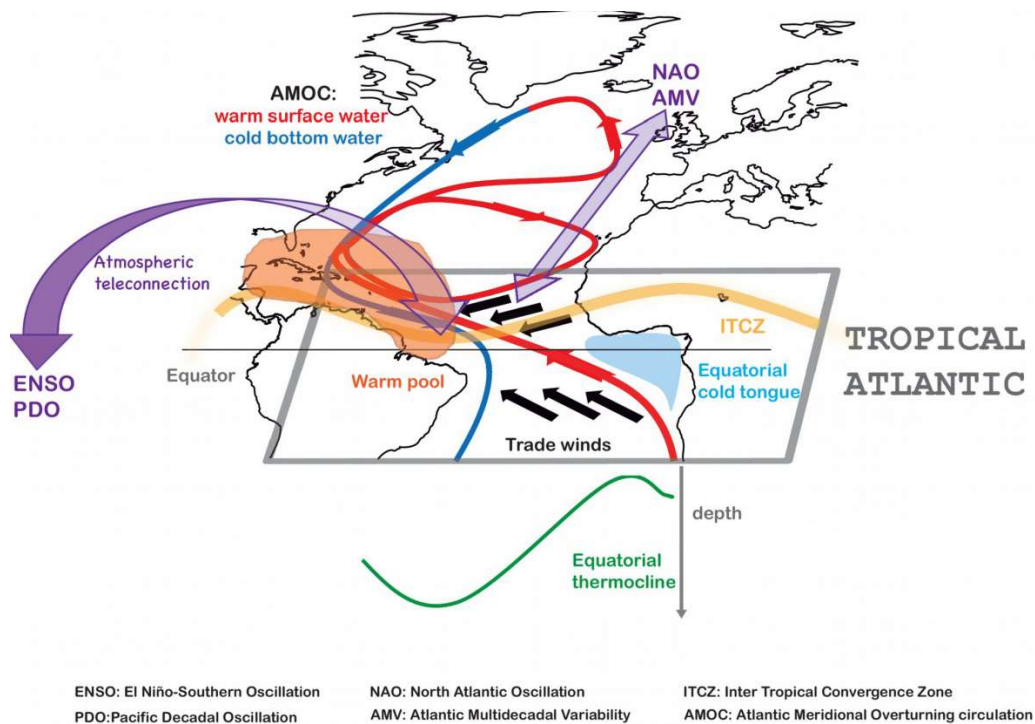 NAO
AMV
AMOC:
warm surface water
cold bottom water
Atmospheric
teleconnection
ITCZ
TROPICAL
ATLANTIC
Equator
Warm pool
Equatorial
cold tongue
ENSO
PDO
Trade winds
depth
Equatorial
thermocline
ENSO: El Niño-Southern Oscillation
NAO: North Atlantic Oscillation
ITCZ: Inter Tropical Convergence Zone
PDO:Pacific Decadal Oscillation
AMV: Atlantic Multidecadal Variability
AMOC: Atlantic Meridional Overturning circulation